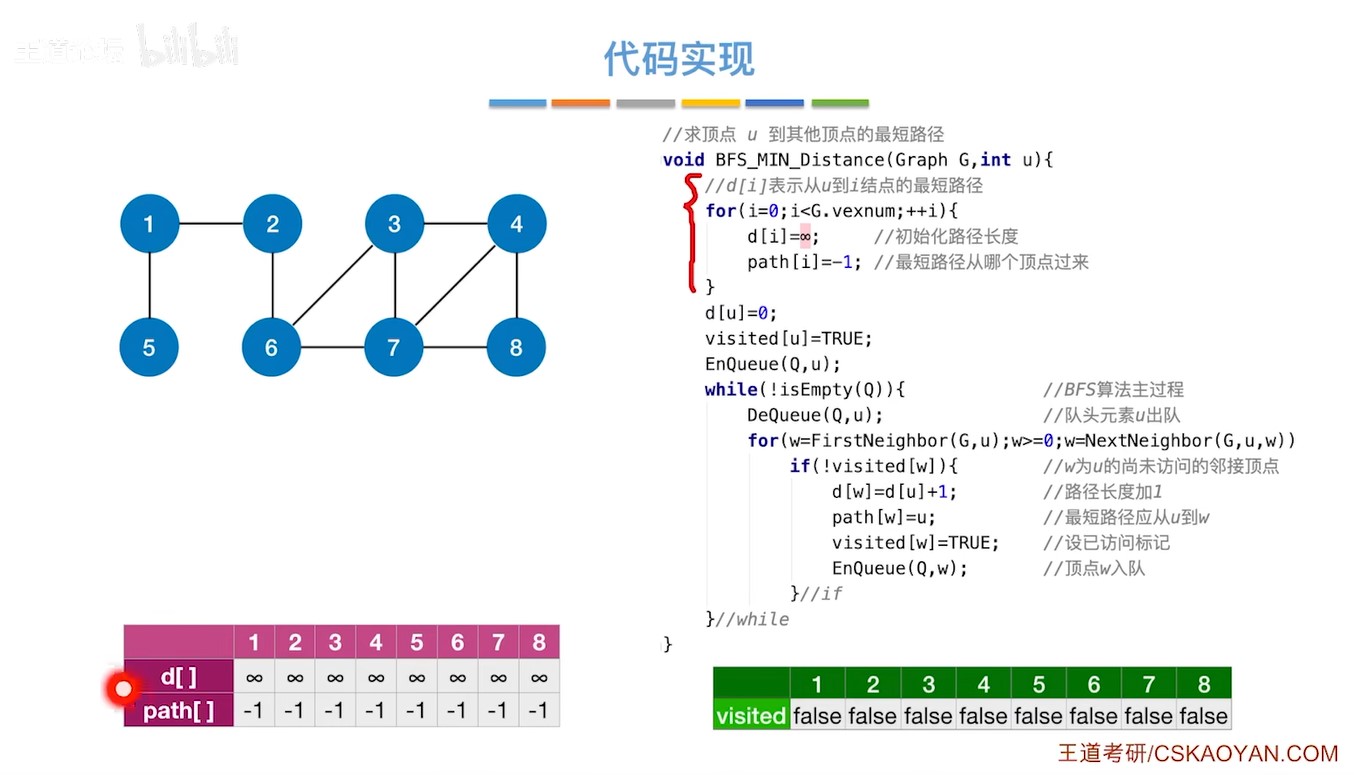 王道论坛 bilibili
代码实现
//求顶点 u 到其他顶点的最短路径
void BFS_MIN_Distance(Graph G,int u){
//d[i]表示从u到i结点的最短路径
for(i=0;i<G.vexnum;++i){
d[i]=∞; //初始化路径长度
path[i]=-1; //最短路径从哪个顶点过来
}
d[u]=0;
visited[u]=TRUE;
EnQueue(Q,u);
while(!isEmpty(Q)){ //BFS算法主过程
DeQueue(Q,u); //队头元素u出队
for(w=FirstNeighbor(G,u);w>=0;w=NextNeighbor(G,u,w))
if(!visited[w]){ //w为u的尚未访问的邻接顶点
d[w]=d[u]+1; //路径长度加1
path[w]=u; //最短路径应从u到w
visited[w]=TRUE; //设已访问标记
EnQueue(Q,w); //顶点w入队
}//if
}//while
}
1 2 3 4
5 6 7 8
1 2 3 4 5 6 7 8
d[ ] ∞ ∞ ∞ ∞ ∞ ∞ ∞ ∞
path[ ] -1 -1 -1 -1 -1 -1 -1 -1
1 2 3 4 5 6 7 8
visited false false false false false false false false
王道考研/CSKAOYAN.COM